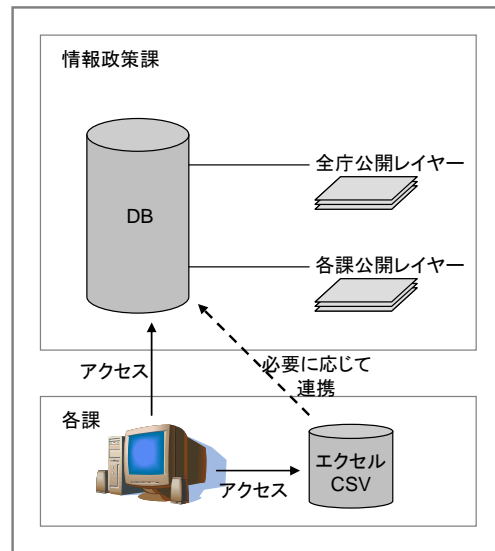 情報政策課
全庁公開レイヤー
DB
各課公開レイヤー
アクセス
必要に応じて
連携
各課
エクセル
CSV
アクセス